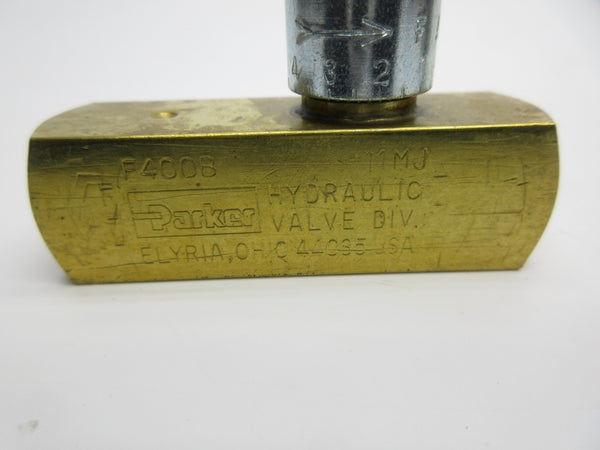 4 3 2
F400B 11MJ
Parker HYDRAULIC
VALVE DIV.
ELYRIA, OHIO 44035 USA